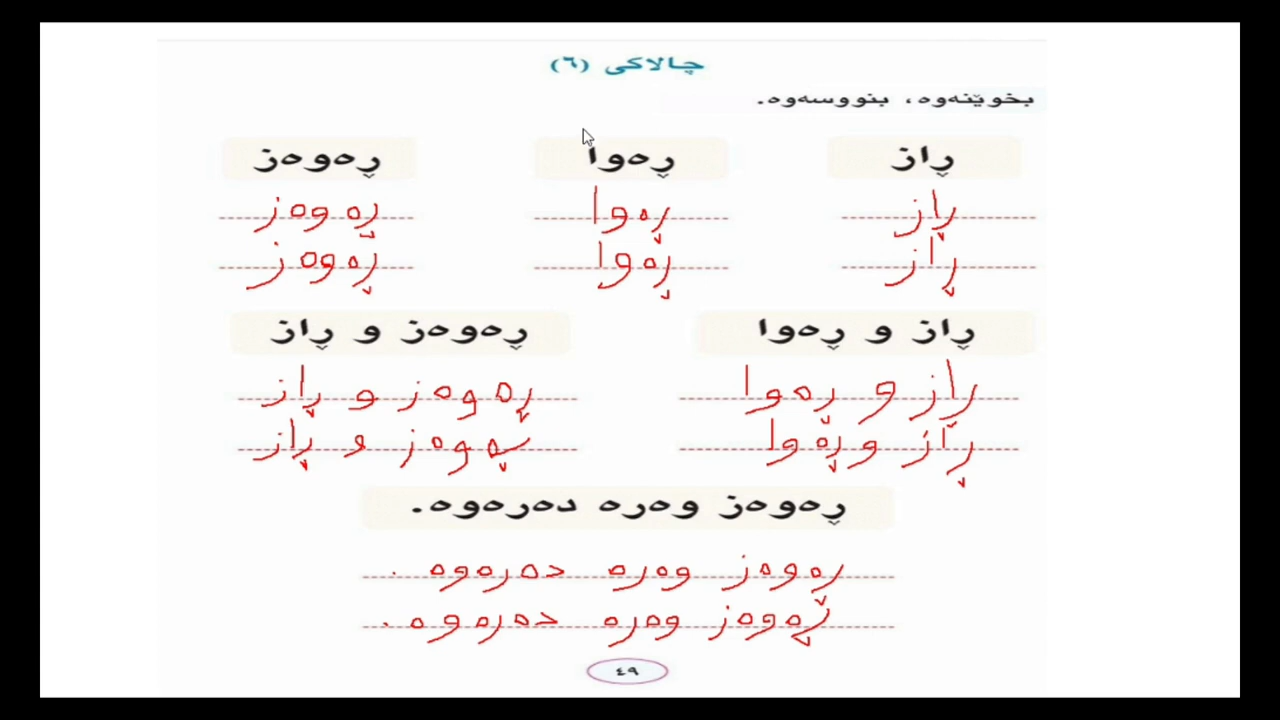 چالاکی (٦)
بخوێنەوە، بنووسەوە.
ڕاز ڕەوا ڕەوەز
ڕاز ڕەوا ڕەوەز
ڕاز ڕەوا ڕەوەز
ڕاز و ڕەوا ڕەوەز و ڕاز
ڕاز و ڕەوا ڕەوەز و ڕاز
ڕاز و ڕەوا ڕەوەز و ڕاز
ڕەوەز وەرە دەرەوە.
ڕەوەز وەرە دەرەوە.
ڕەوەز وەرە دەرەوە.
٤٩